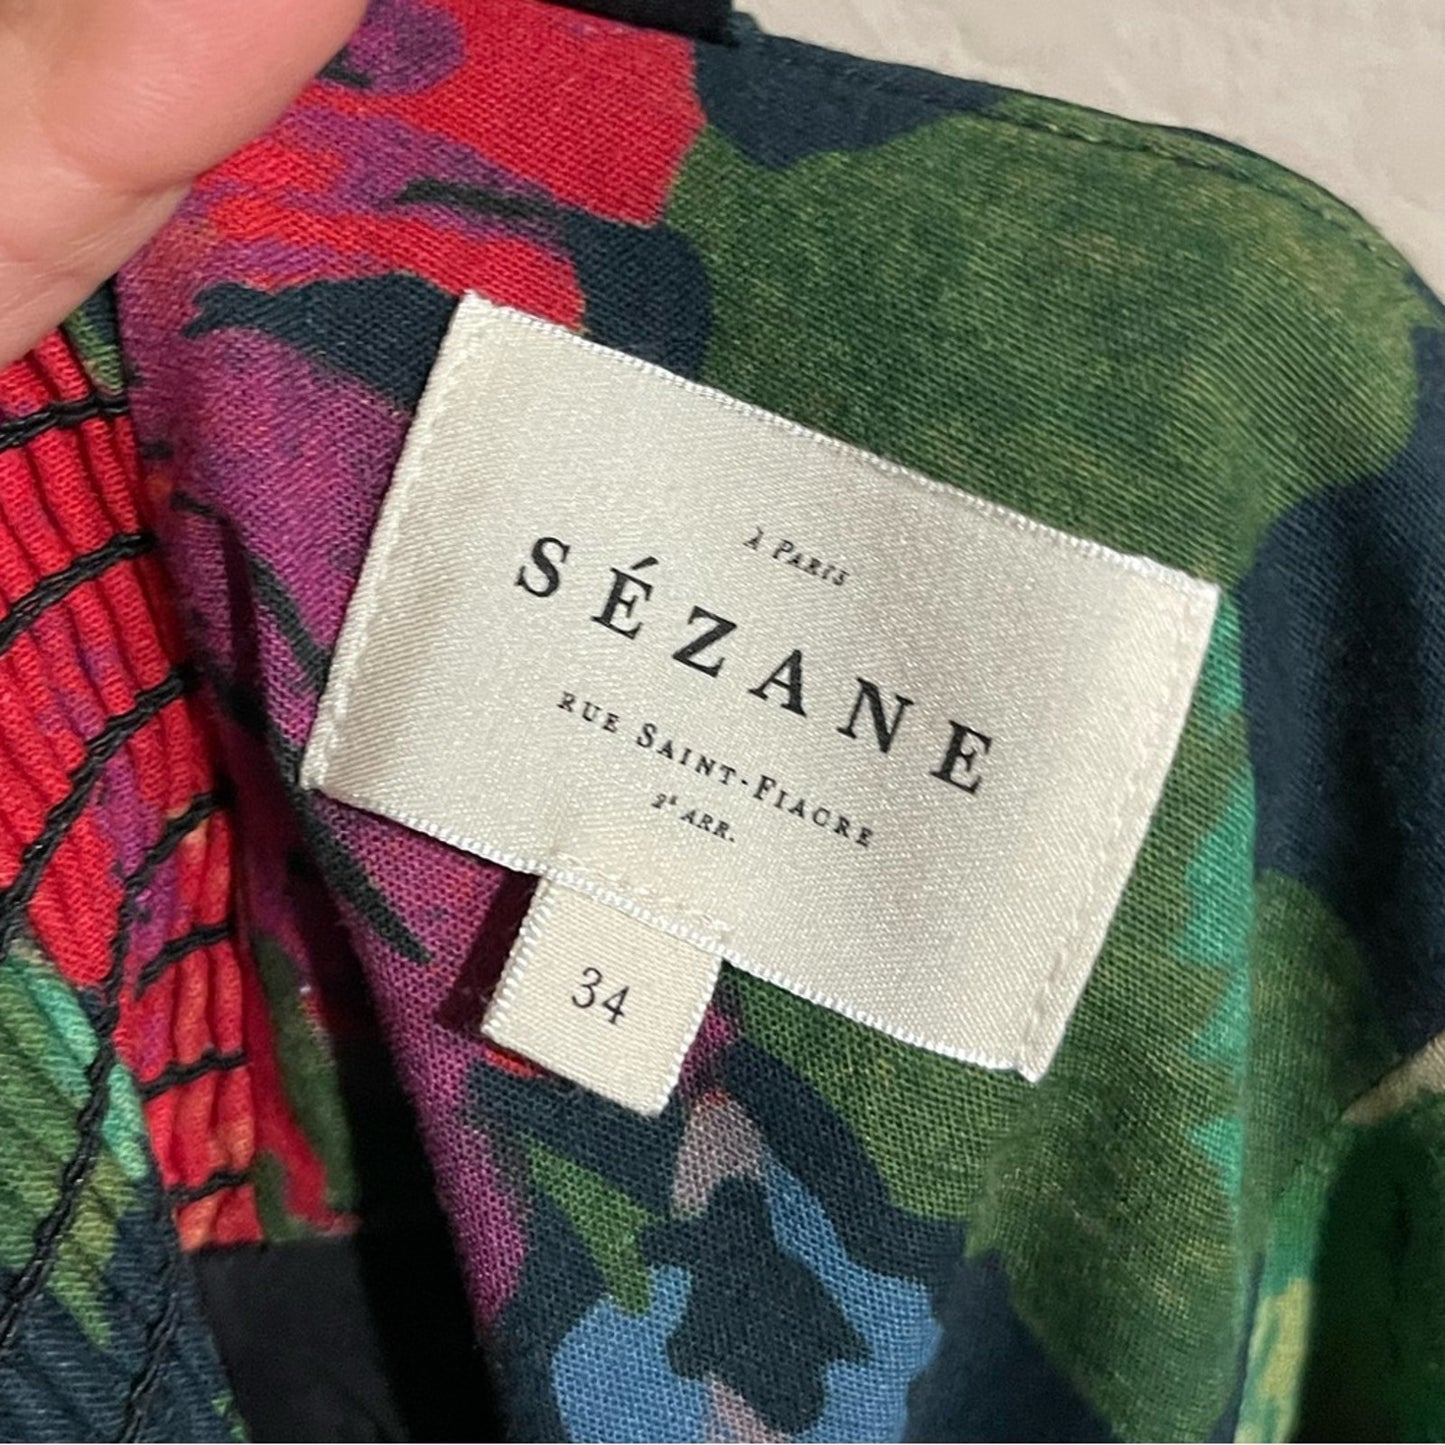 à Paris
SÉZANE
RUE SAINT-FIACRE
2ᵉ ARR.
34